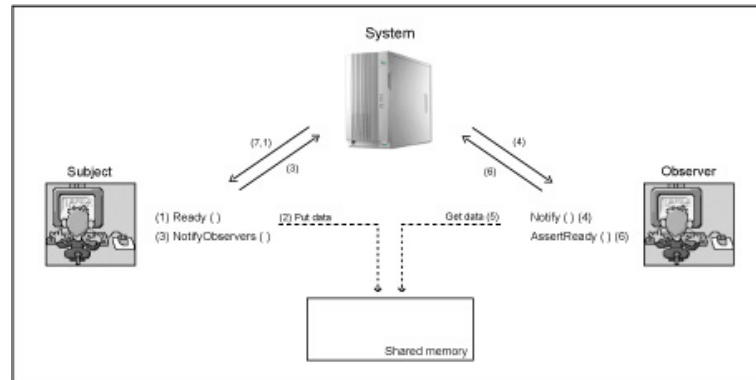 System
(7,1)
(3)
(4)
(6)
Subject
Observer
(1) Ready ( )
(3) NotifyObservers ( )
(2) Put data
Get data (5)
Notify ( ) (4)
AssertReady ( ) (6)
Shared memory